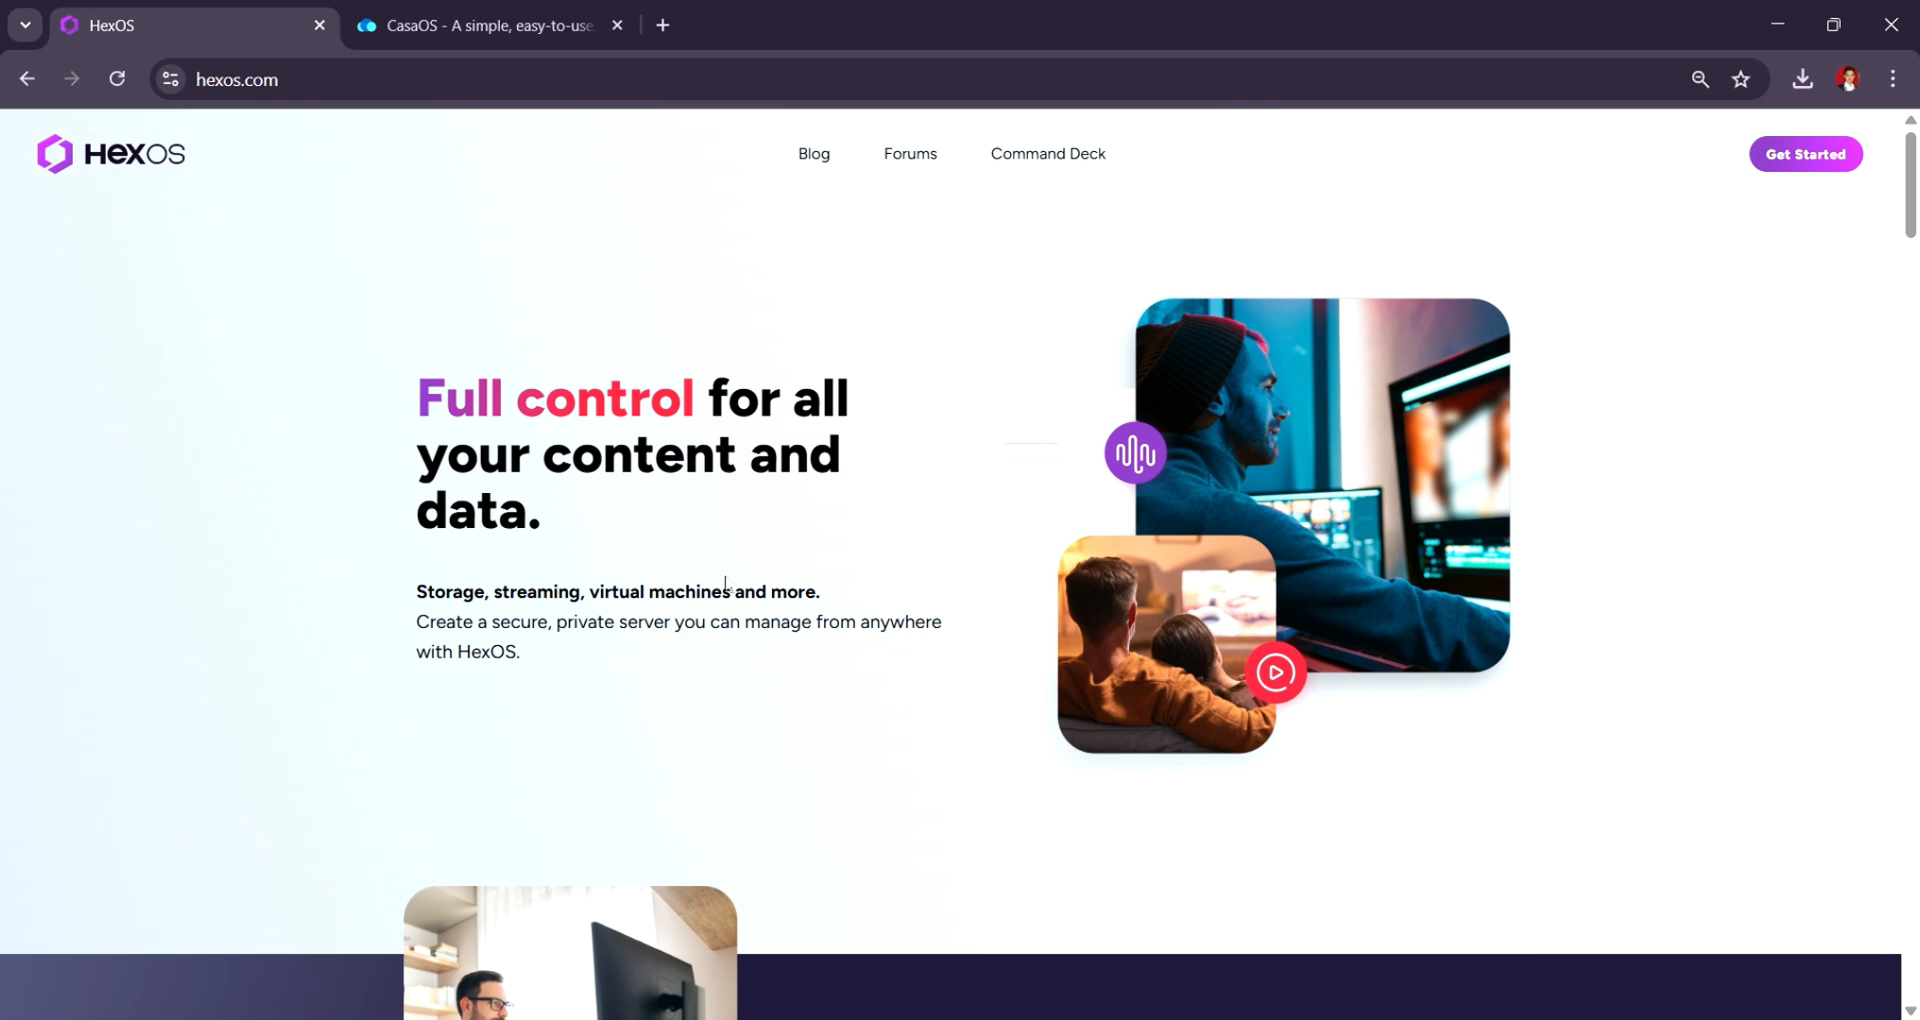 HexOS
CasaOS - A simple, easy-to-use
hexos.com
HexOS
Blog
Forums
Command Deck
Get Started
Full control for all
your content and
data.
Storage, streaming, virtual machines and more.
Create a secure, private server you can manage from anywhere
with HexOS.